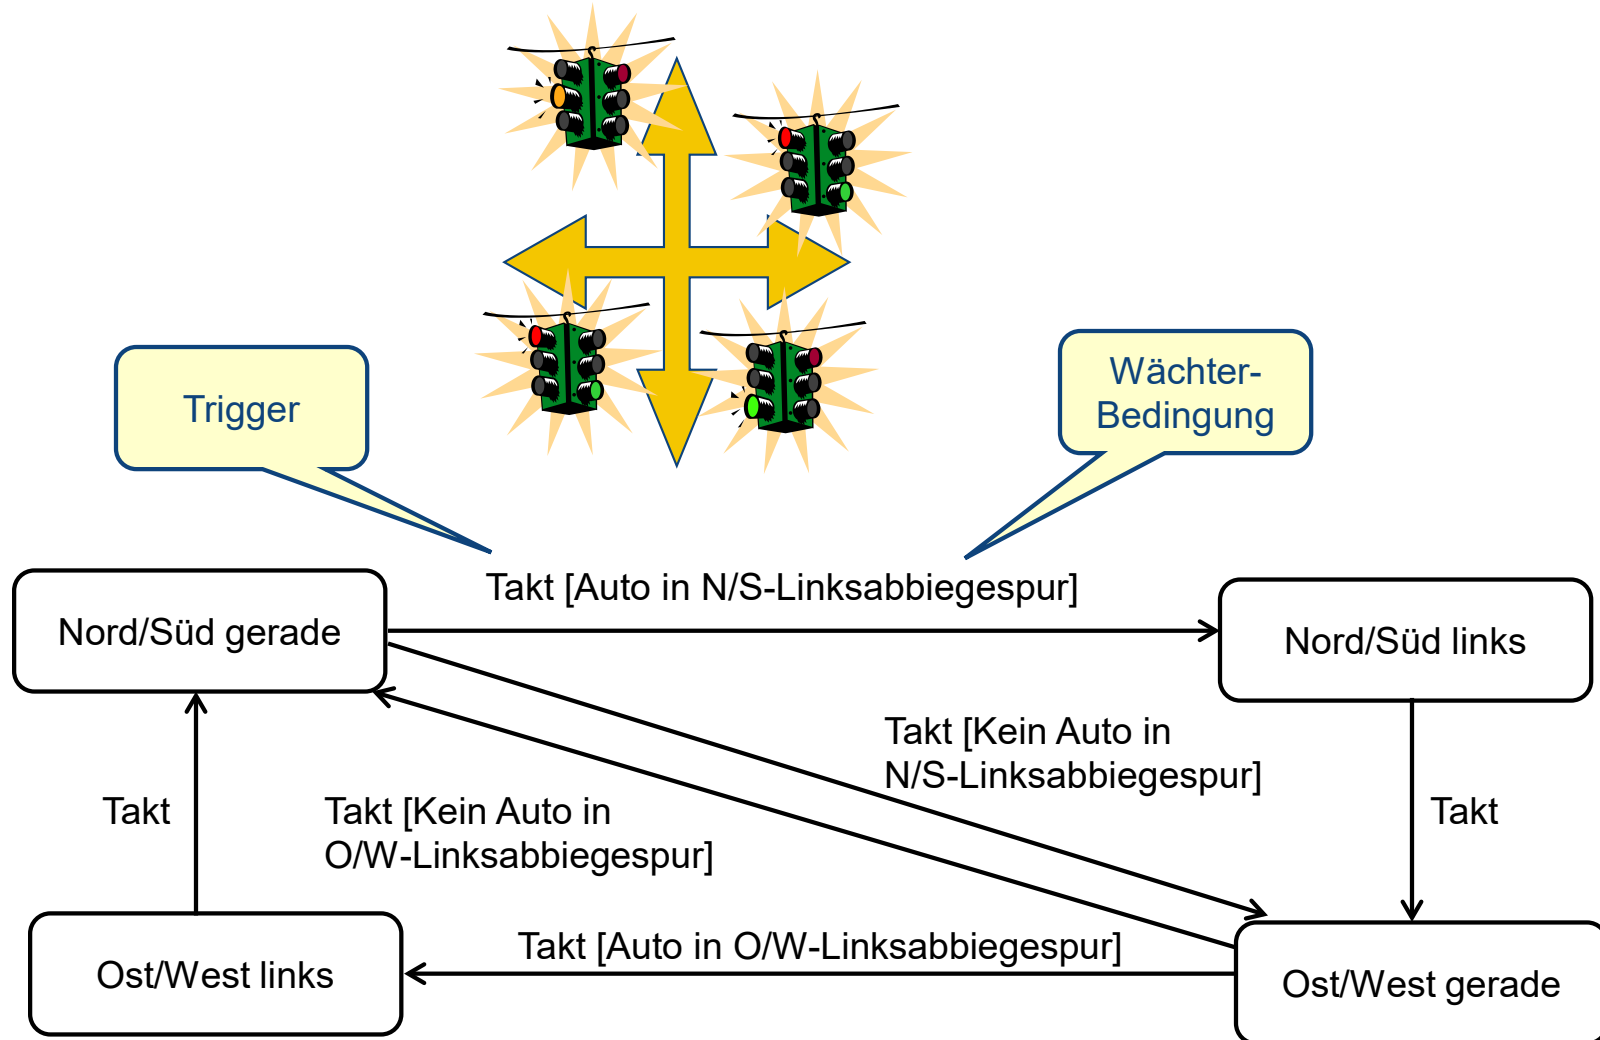 Trigger
Wächter-
Bedingung
Takt [Auto in N/S-Linksabbiegespur]
Nord/Süd gerade
Nord/Süd links
Takt [Kein Auto in
N/S-Linksabbiegespur]
Takt
Takt [Kein Auto in
O/W-Linksabbiegespur]
Takt
Takt [Auto in O/W-Linksabbiegespur]
Ost/West links
Ost/West gerade